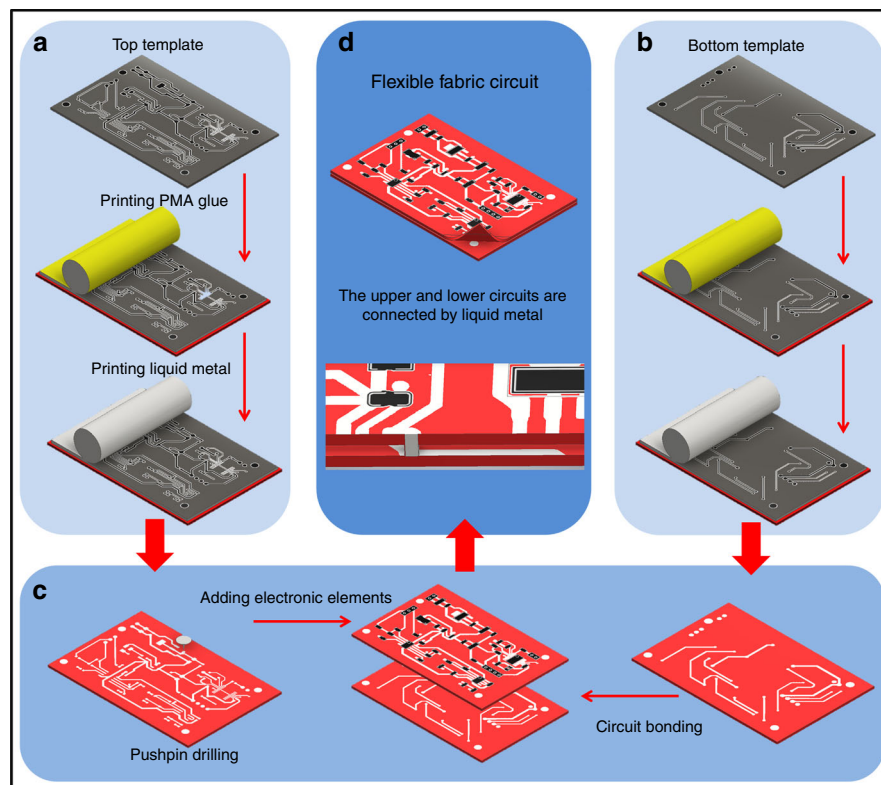 a
Top template
Printing PMA glue
Printing liquid metal
d
Flexible fabric circuit
The upper and lower circuits are
connected by liquid metal
b
Bottom template
c
Adding electronic elements
Pushpin drilling
Circuit bonding